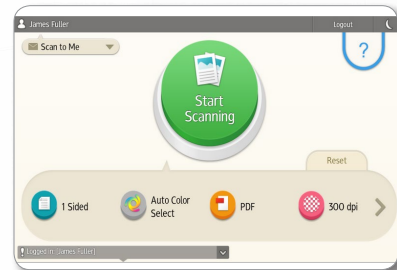 James Fuller
Logout
Scan to Me
?
Start
Scanning
Reset
1 Sided
Auto Color
Select
PDF
300 dpi
Logged in:[James Fuller]